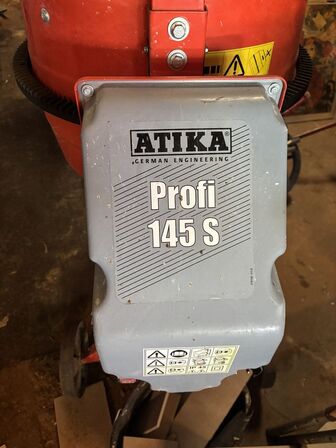 ATIKA®
GERMAN ENGINEERING
Profi
145 S